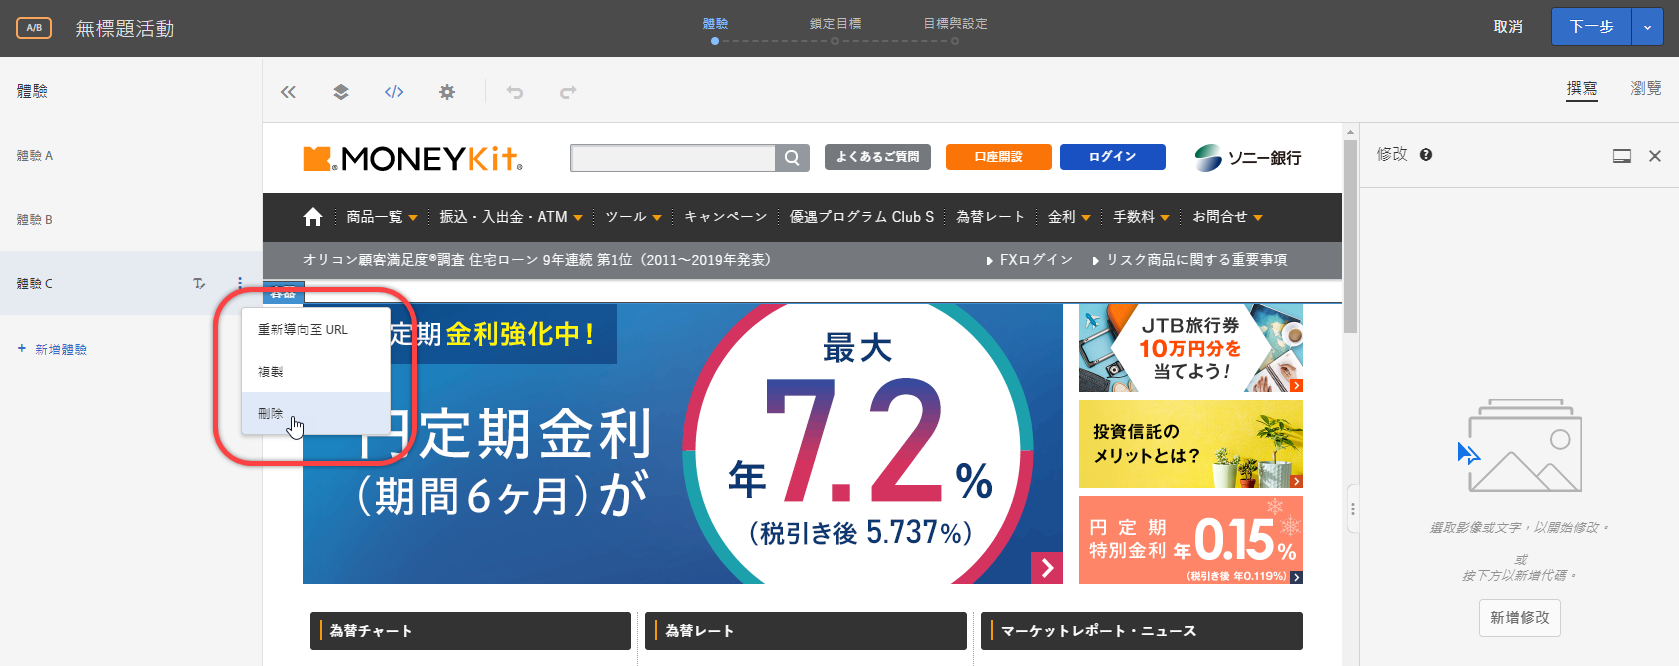 A/B
無標題活動
體驗
鎖定目標
目標與設定
取消
下一步
體驗
撰寫
瀏覽
體驗 A
體驗 B
體驗 C
+ 新增體驗
重新導向至 URL
複製
刪除
容器
MONEYKit
よくあるご質問
口座開設
ログイン
ソニー銀行
商品一覧
振込・入出金・ATM
ツール
キャンペーン
優遇プログラム Club S
為替レート
金利
手数料
お問合せ
オリコン顧客満足度®調査 住宅ローン 9年連続 第1位（2011～2019年発表）
FXログイン
リスク商品に関する重要事項
定期 金利強化中！
円定期金利
（期間6ヶ月）が
最大
年7.2%
（税引き後 5.737%）
JTB旅行券
10万円分を
当てよう！
投資信託の
メリットとは？
円定期
特別金利 年0.15%
（税引き後 年0.119%）
為替チャート
為替レート
マーケットレポート・ニュース
修改
選取影像或文字，以開始修改。
或
按下方以新增代碼。
新增修改